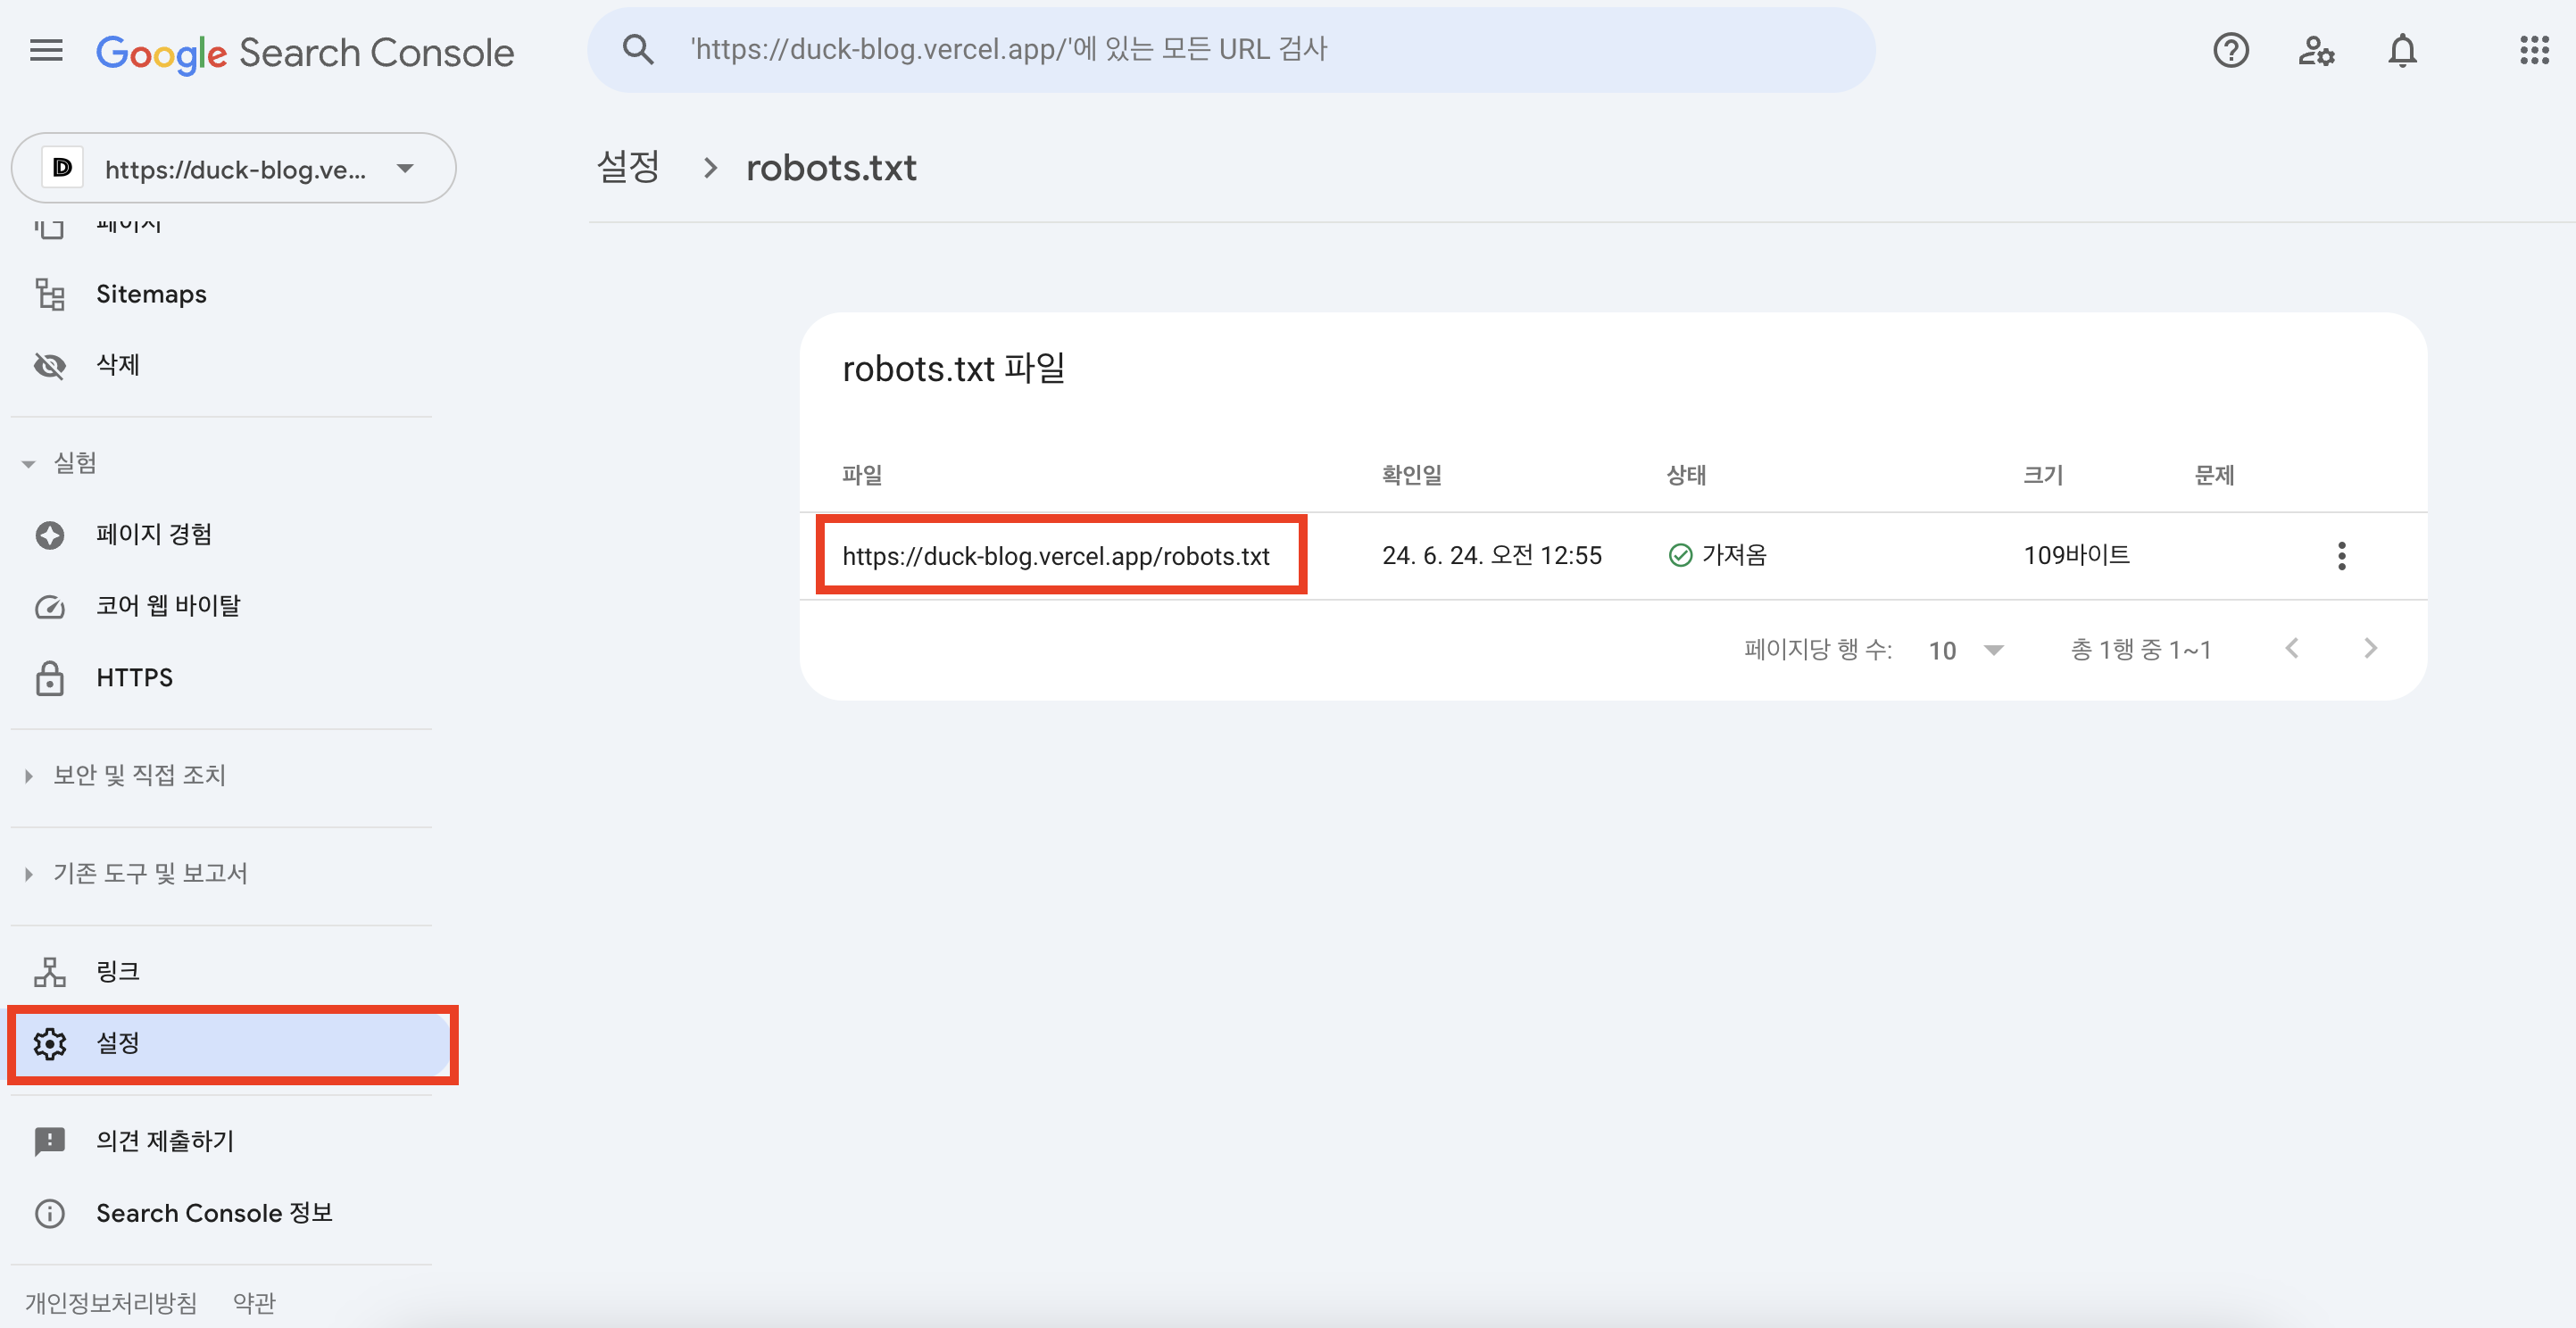 Google Search Console
'https://duck-blog.vercel.app/'에 있는 모든 URL 검사
D
https://duck-blog.ve...
설정 > robots.txt
페이지
Sitemaps
삭제
실험
페이지 경험
코어 웹 바이탈
HTTPS
보안 및 직접 조치
기존 도구 및 보고서
링크
설정
의견 제출하기
Search Console 정보
개인정보처리방침 약관
robots.txt 파일
파일 확인일 상태 크기 문제
https://duck-blog.vercel.app/robots.txt 24. 6. 24. 오전 12:55 가져옴 109바이트
페이지당 행 수: 10 총 1행 중 1~1